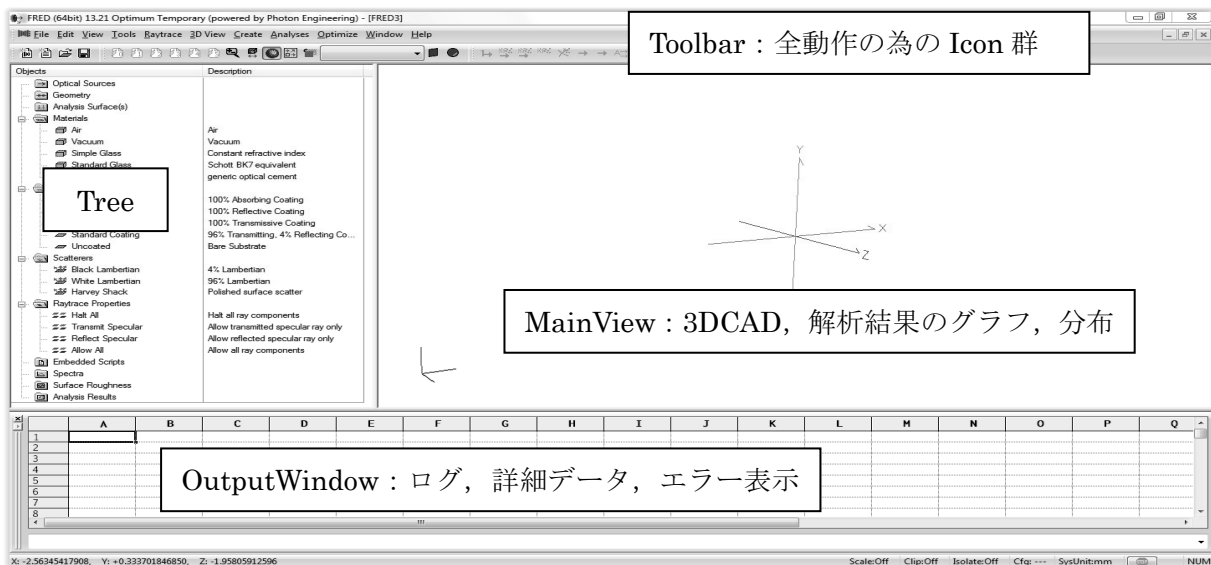 FRED (64bit) 13.21 Optimum Temporary (powered by Photon Engineering) - [FRED3]
File Edit View Tools Raytrace 3D View Create Analyses Optimize Window Help
Toolbar：全動作の為の Icon 群
Objects Description
Optical Sources
Geometry
Analysis Surface(s)
Materials
Air Air
Vacuum Vacuum
Simple Glass Constant refractive index
Standard Glass Schott BK7 equivalent
generic optical cement
Tree
100% Absorbing Coating
100% Reflective Coating
100% Transmissive Coating
Standard Coating 96% Transmitting, 4% Reflecting Co...
Uncoated Bare Substrate
Scatterers
Black Lambertian 4% Lambertian
White Lambertian 96% Lambertian
Harvey Shack Polished surface scatter
Raytrace Properties
Halt All Halt all ray components
Transmit Specular Allow transmitted specular ray only
Reflect Specular Allow reflected specular ray only
Allow All Allow all ray components
Embedded Scripts
Spectra
Surface Roughness
Analysis Results
Y
X
Z
MainView：3DCAD，解析結果のグラフ，分布
A B C D E F G H I J K L M N O P Q
1
2
3
4
5
6
7
8
OutputWindow：ログ，詳細データ，エラー表示
X: -2.56345417908, Y: +0.333701846850, Z: -1.95805912596 Scale:Off Clip:Off Isolate:Off Cfg: --- SysUnit:mm NUM